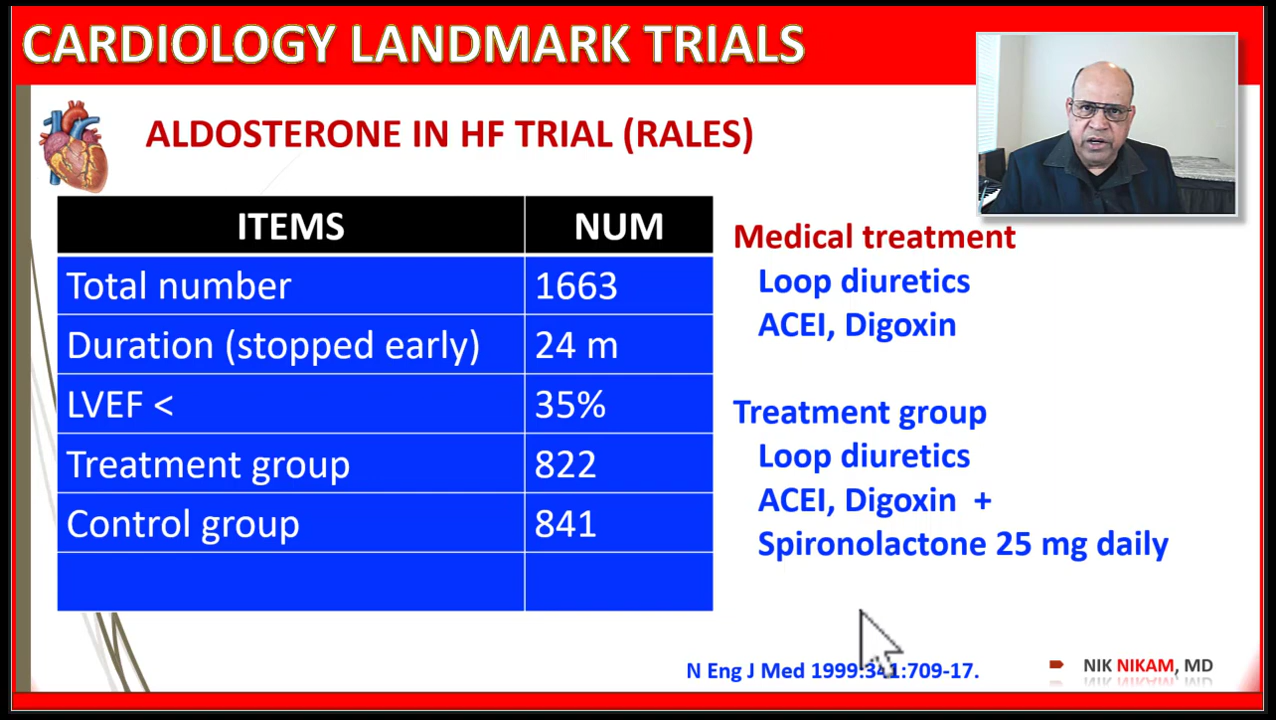 CARDIOLOGY LANDMARK TRIALS
ALDOSTERONE IN HF TRIAL (RALES)
ITEMS NUM
Total number 1663
Duration (stopped early) 24 m
LVEF < 35%
Treatment group 822
Control group 841
Medical treatment
Loop diuretics
ACEI, Digoxin
Treatment group
Loop diuretics
ACEI, Digoxin +
Spironolactone 25 mg daily
N Eng J Med 1999:341:709-17.
NIK NIKAM, MD